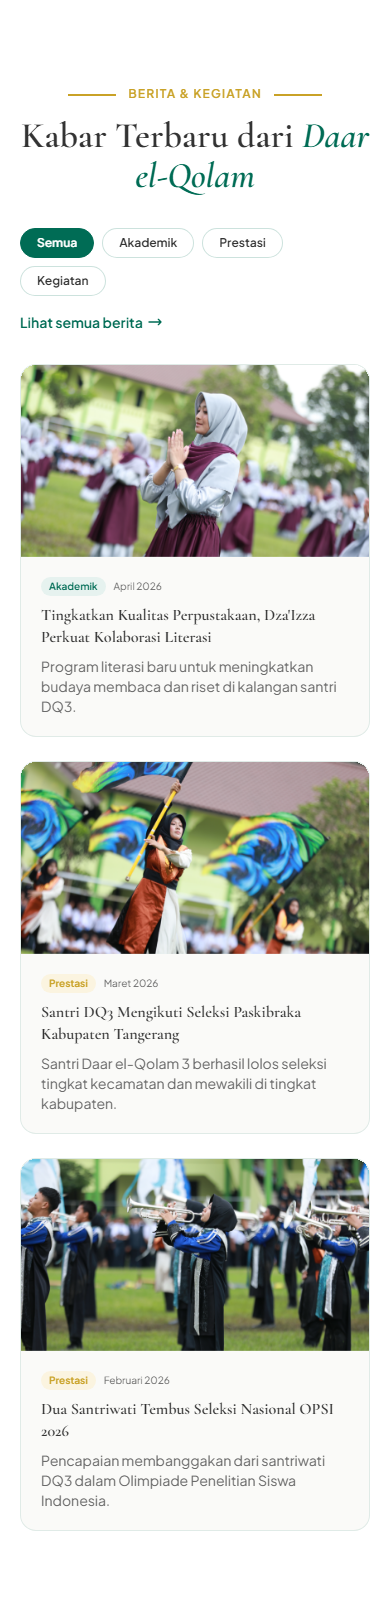 BERITA & KEGIATAN
Kabar Terbaru dari Daar
el-Qolam
Semua
Akademik
Prestasi
Kegiatan
Lihat semua berita →
Akademik April 2026
Tingkatkan Kualitas Perpustakaan, Dza'Izza
Perkuat Kolaborasi Literasi
Program literasi baru untuk meningkatkan
budaya membaca dan riset di kalangan santri
DQ3.
Prestasi Maret 2026
Santri DQ3 Mengikuti Seleksi Paskibraka
Kabupaten Tangerang
Santri Daar el-Qolam 3 berhasil lolos seleksi
tingkat kecamatan dan mewakili di tingkat
kabupaten.
Prestasi Februari 2026
Dua Santriwati Tembus Seleksi Nasional OPSI
2026
Pencapaian membanggakan dari santriwati
DQ3 dalam Olimpiade Penelitian Siswa
Indonesia.